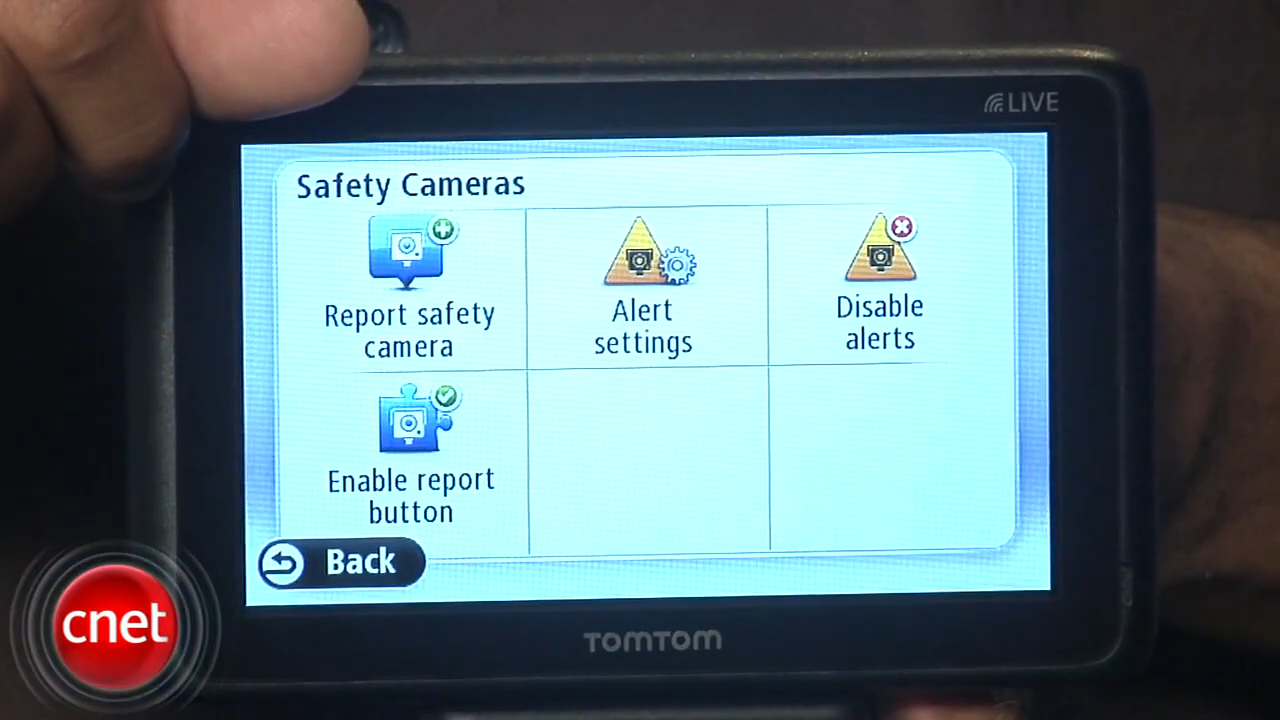 LIVE
Safety Cameras
Report safety
camera
Alert
settings
Disable
alerts
Enable report
button
Back
TOMTOM
cnet